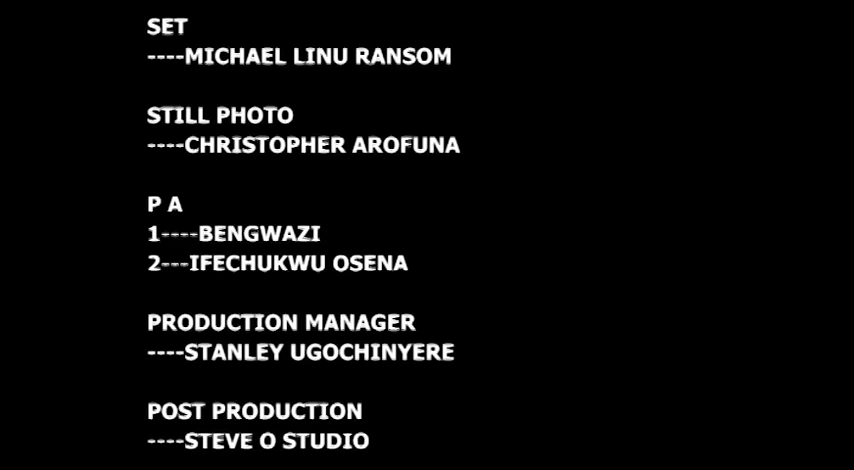 SET
----MICHAEL LINU RANSOM
STILL PHOTO
----CHRISTOPHER AROFUNA
P A
1----BENGWAZI
2---IFECHUKWU OSENA
PRODUCTION MANAGER
----STANLEY UGOCHINYERE
POST PRODUCTION
----STEVE O STUDIO